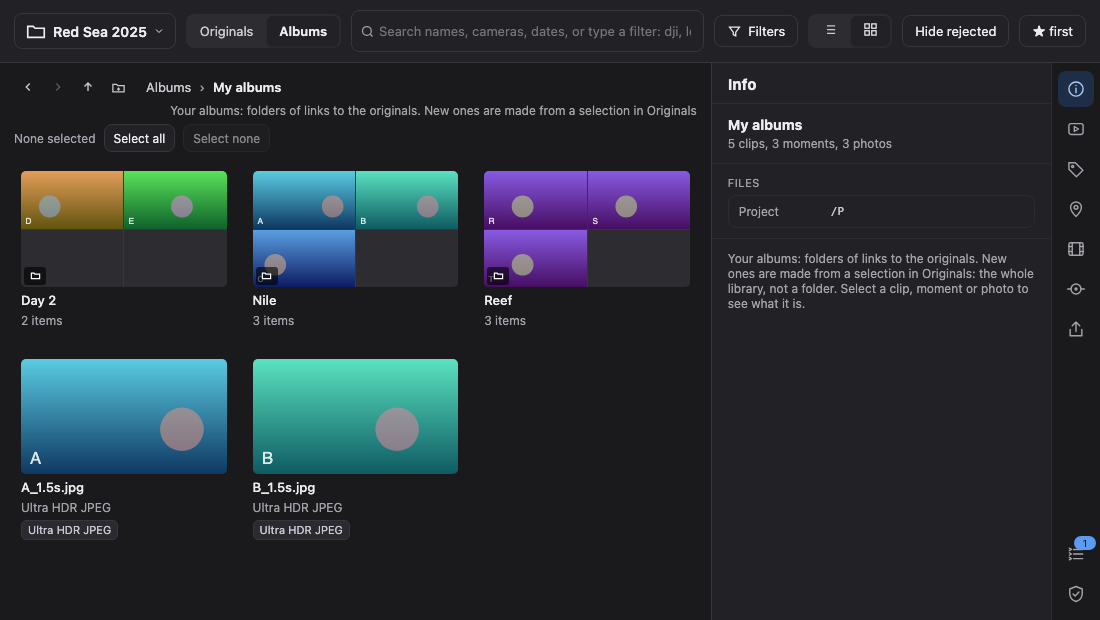 Red Sea 2025
Originals
Albums
Search names, cameras, dates, or type a filter: dji,
Filters
Hide rejected
★ first
Albums › My albums
Your albums: folders of links to the originals. New ones are made from a selection in Originals
None selected
Select all
Select none
D
E
A
B
R
S
Day 2
2 items
Nile
3 items
Reef
3 items
A
B
A_1.5s.jpg
Ultra HDR JPEG
Ultra HDR JPEG
B_1.5s.jpg
Ultra HDR JPEG
Ultra HDR JPEG
Info
My albums
5 clips, 3 moments, 3 photos
FILES
Project /P
Your albums: folders of links to the originals. New
ones are made from a selection in Originals: the whole
library, not a folder. Select a clip, moment or photo to
see what it is.
1